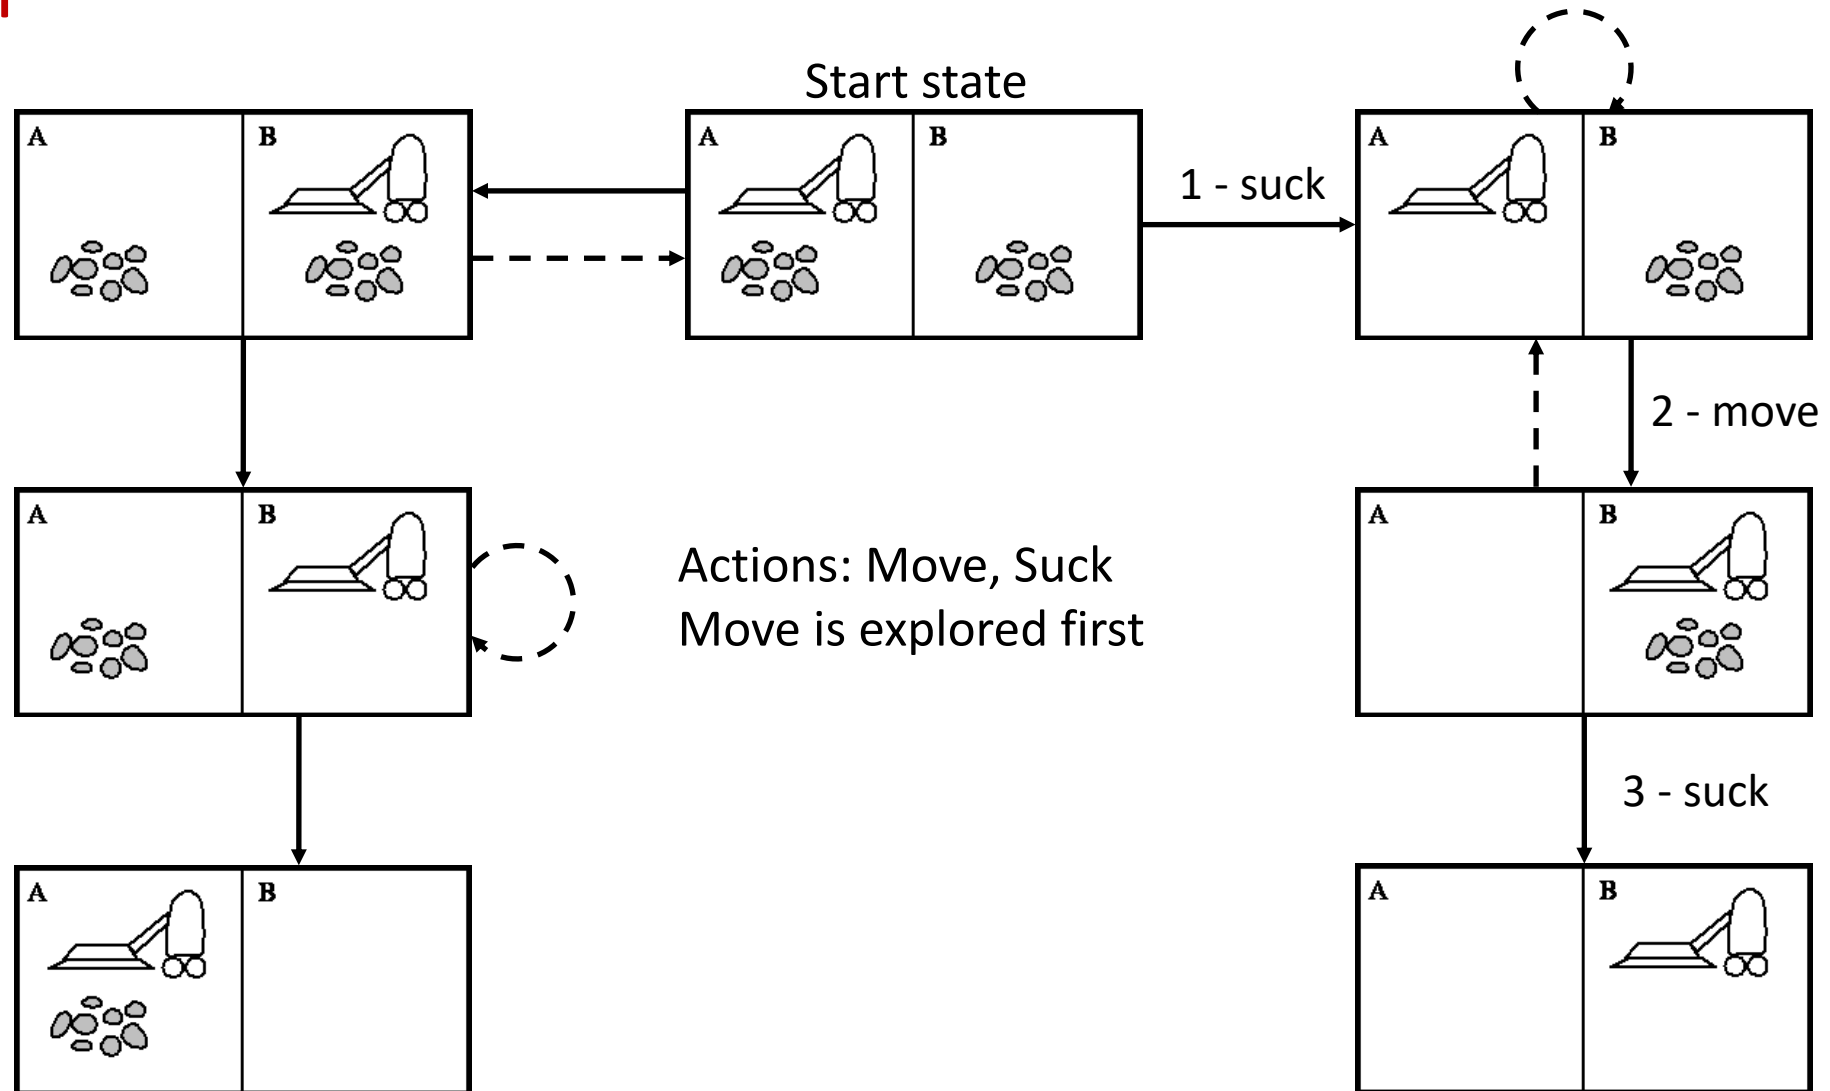 Start state
A
B
A
B
1 - suck
A
B
2 - move
A
B
Actions: Move, Suck
Move is explored first
A
B
3 - suck
A
B
A
B